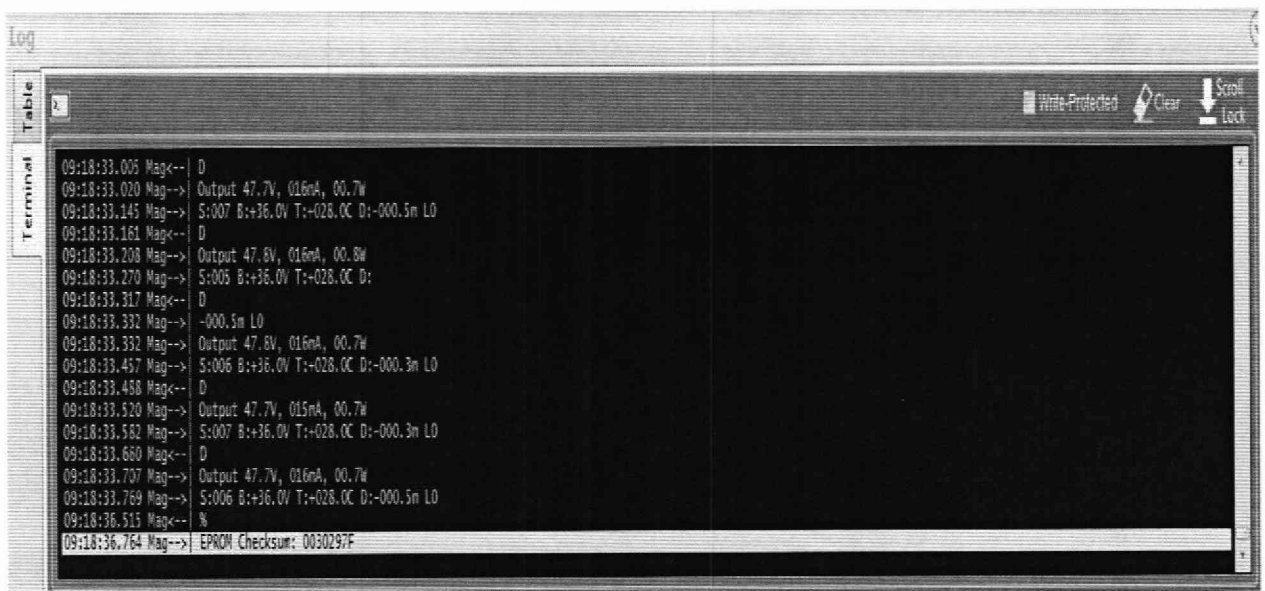 Log
Table
Terminal
Write-Protected
Clear
Scroll
Lock
09:18:33.005 Mag<--| D
09:18:33.020 Mag-->| Output 47.7V, 016mA, 00.7W
09:18:33.145 Mag-->| S:007 B:+36.0V T:+028.0C D:-000.5m LO
09:18:33.161 Mag<--| D
09:18:33.208 Mag-->| Output 47.8V, 016mA, 00.8W
09:18:33.270 Mag-->| S:005 B:+36.0V T:+028.0C D:
09:18:33.317 Mag<--| D
09:18:33.332 Mag-->| -000.5m LO
09:18:33.332 Mag-->| Output 47.8V, 016mA, 00.7W
09:18:33.457 Mag-->| S:006 B:+36.0V T:+028.0C D:-000.3m LO
09:18:33.488 Mag<--| D
09:18:33.520 Mag-->| Output 47.7V, 015mA, 00.7W
09:18:33.582 Mag-->| S:007 B:+36.0V T:+028.0C D:-000.3m LO
09:18:33.660 Mag<--| D
09:18:33.707 Mag-->| Output 47.7V, 016mA, 00.7W
09:18:33.769 Mag-->| S:006 B:+36.0V T:+028.0C D:-000.5m LO
09:18:36.515 Mag<--| %
09:18:36.764 Mag-->| EPROM Checksum: 0030297F